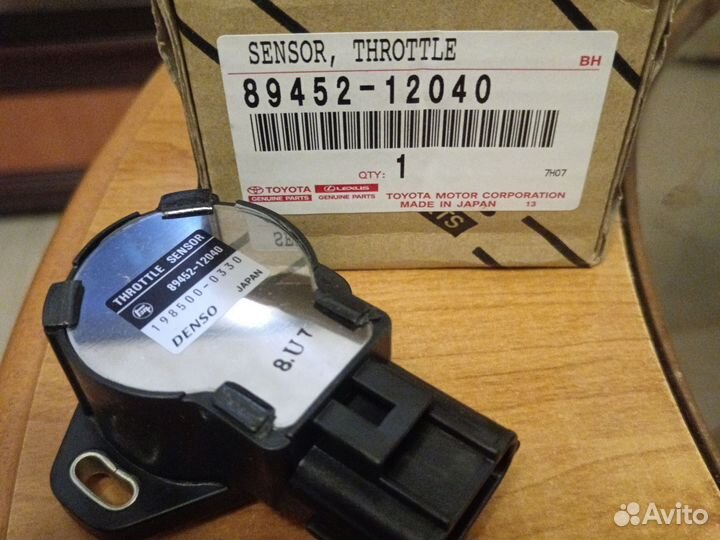 SENSOR, THROTTLE
BH
89452-12040
QTY: 1
7H07
TOYOTA
GENUINE PARTS
LEXUS
GENUINE PARTS
TOYOTA MOTOR CORPORATION
MADE IN JAPAN 13
THROTTLE SENSOR
89452-12040
198500-0330
DENSO
JAPAN
8.U7
Avito